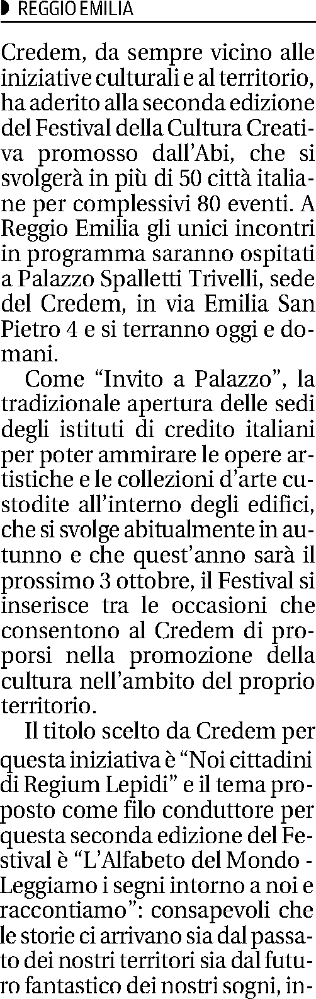 ◗ REGGIO EMILIA
Credem, da sempre vicino alle
iniziative culturali e al territorio,
ha aderito alla seconda edizione
del Festival della Cultura Creati-
va promosso dall'Abi, che si
svolgerà in più di 50 città italia-
ne per complessivi 80 eventi. A
Reggio Emilia gli unici incontri
in programma saranno ospitati
a Palazzo Spalletti Trivelli, sede
del Credem, in via Emilia San
Pietro 4 e si terranno oggi e do-
mani.
Come “Invito a Palazzo”, la
tradizionale apertura delle sedi
degli istituti di credito italiani
per poter ammirare le opere ar-
tistiche e le collezioni d'arte cu-
stodite all'interno degli edifici,
che si svolge abitualmente in au-
tunno e che quest'anno sarà il
prossimo 3 ottobre, il Festival si
inserisce tra le occasioni che
consentono al Credem di pro-
porsi nella promozione della
cultura nell'ambito del proprio
territorio.
Il titolo scelto da Credem per
questa iniziativa è “Noi cittadini
di Regium Lepidi” e il tema pro-
posto come filo conduttore per
questa seconda edizione del Fe-
stival è “L'Alfabeto del Mondo -
Leggiamo i segni intorno a noi e
raccontiamo”: consapevoli che
le storie ci arrivano sia dal passa-
to dei nostri territori sia dal futu-
ro fantastico dei nostri sogni, in-